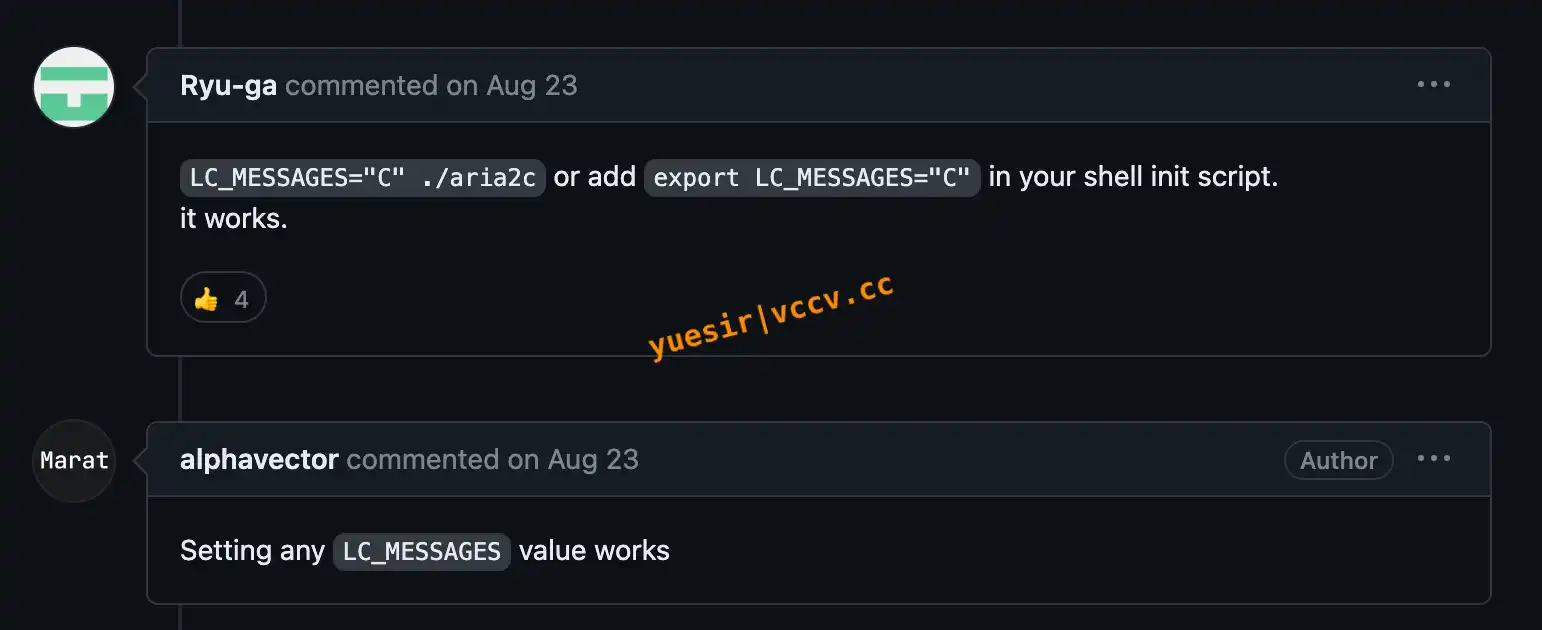 Ryu-ga commented on Aug 23
LC_MESSAGES="C" ./aria2c or add export LC_MESSAGES="C" in your shell init script.
it works.
👍 4
yuesir|vccv.cc
Marat
alphavector commented on Aug 23 Author
Setting any LC_MESSAGES value works